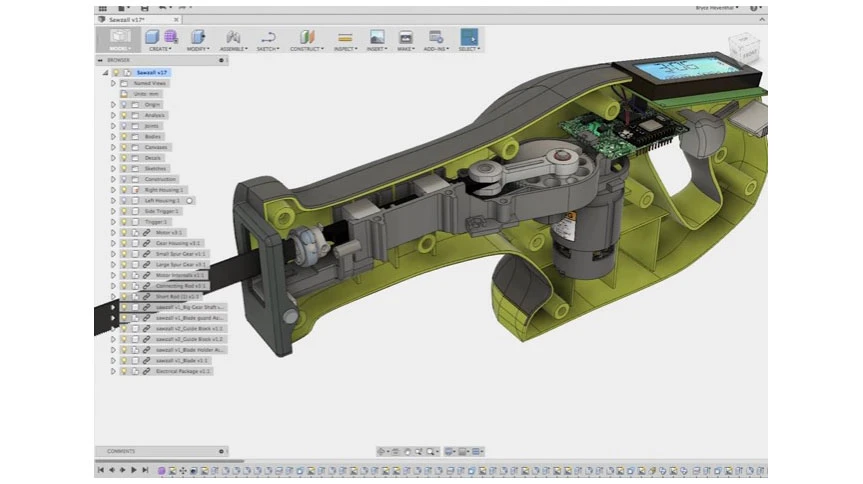 Bryce Heventhal
Sawzall v17*
MODEL
CREATE
MODIFY
ASSEMBLE
SKETCH
CONSTRUCT
INSPECT
INSERT
MAKE
ADD-INS
SELECT
BROWSER
Sawzall v17
Named Views
Units: mm
Origin
Analysis
Joints
Bodies
Canvases
Decals
Sketches
Construction
Right Housing:1
Left Housing:1
Side Trigger:1
Trigger:1
Motor v3:1
Gear Housing v3:1
Small Spur Gear v1:1
Large Spur Gear v3:1
Motor Impostals v1:1
Connecting Rod v3:1
Short Rod (2) v1:3
sawzall v1_Big Gear Shaft v...
sawzall v1_Blade guard As...
sawzall v2_Guide Block v1:1
sawzall v2_Guide Block v1:2
sawzall v1_Blade Holder As...
sawzall v1_Blade v1:1
Electrical Package v1:1
COMMENTS
FRONT